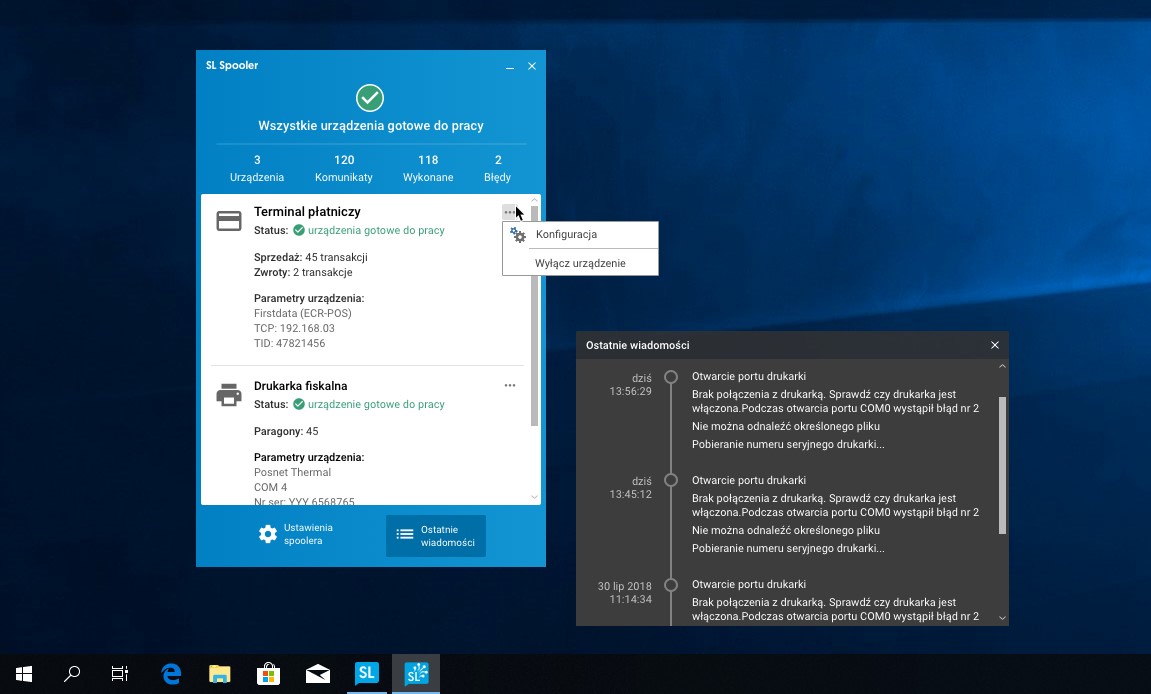 SL Spooler
Wszystkie urządzenia gotowe do pracy
3 120 118 2
Urządzenia Komunikaty Wykonane Błędy
Terminal płatniczy
Status: urządzenia gotowe do pracy
Sprzedaż: 45 transakcji
Zwroty: 2 transakcje
Parametry urządzenia:
Firstdata (ECR-POS)
TCP: 192.168.03
TID: 47821456
Konfiguracja
Wyłącz urządzenie
Drukarka fiskalna
Status: urządzenie gotowe do pracy
Paragony: 45
Parametry urządzenia:
Posnet Thermal
COM 4
Nr ser: YYY 6568765
Ustawienia
spoolera
Ostatnie
wiadomości
Ostatnie wiadomości
dziś
13:56:29
Otwarcie portu drukarki
Brak połączenia z drukarką. Sprawdź czy drukarka jest
włączona.Podczas otwarcia portu COM0 wystąpił błąd nr 2
Nie można odnaleźć określonego pliku
Pobieranie numeru seryjnego drukarki...
dziś
13:45:12
Otwarcie portu drukarki
Brak połączenia z drukarką. Sprawdź czy drukarka jest
włączona.Podczas otwarcia portu COM0 wystąpił błąd nr 2
Nie można odnaleźć określonego pliku
Pobieranie numeru seryjnego drukarki...
30 lip 2018
11:14:34
Otwarcie portu drukarki
Brak połączenia z drukarką. Sprawdź czy drukarka jest
włączona.Podczas otwarcia portu COM0 wystąpił błąd nr 2
SL
SL